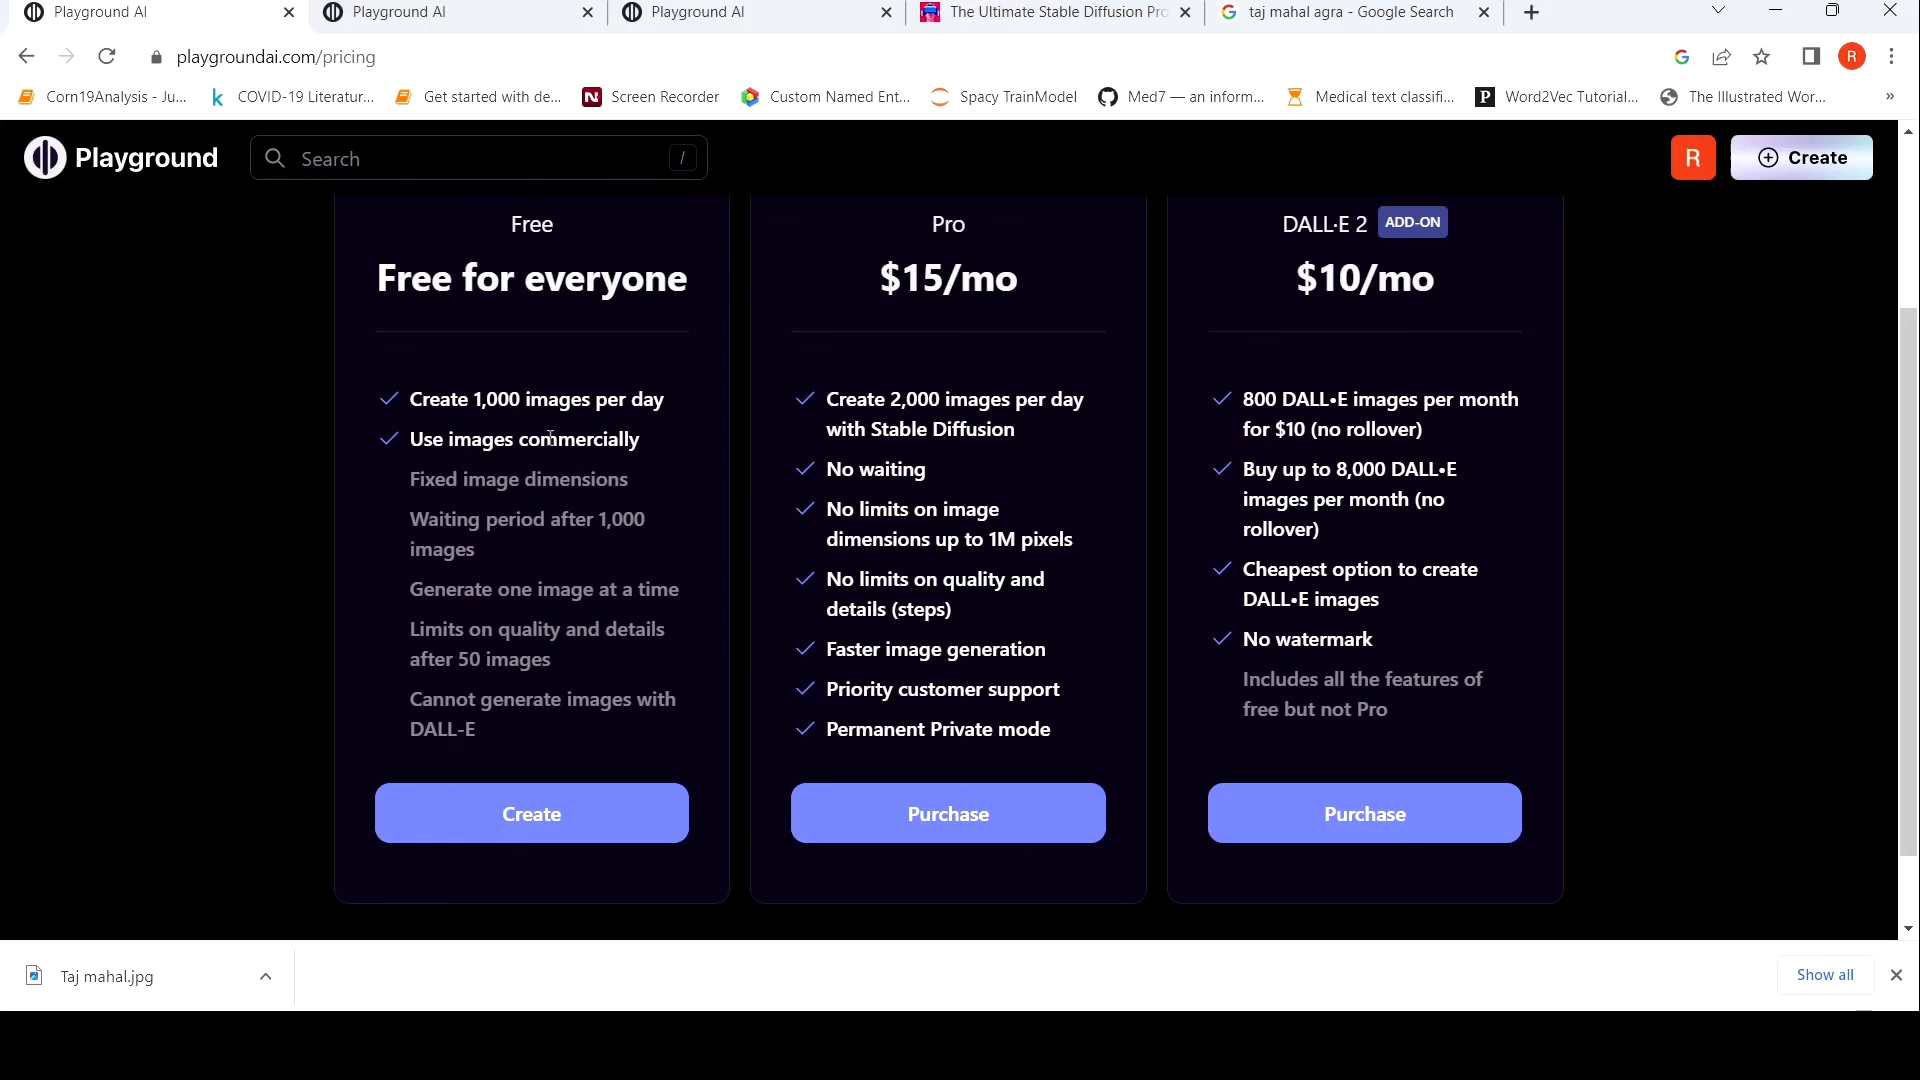 Playground AI
Playground AI
Playground AI
The Ultimate Stable Diffusion Pro
taj mahal agra - Google Search
playgroundai.com/pricing
R
Corn19Analysis - Ju...
COVID-19 Literatur...
Get started with de...
Screen Recorder
Custom Named Ent...
Spacy TrainModel
Med7 — an inform...
Medical text classifi...
Word2Vec Tutorial...
The Illustrated Wor...
»
Playground
Search
/
R
Create
Free
Free for everyone
Create 1,000 images per day
Use images commercially
Fixed image dimensions
Waiting period after 1,000
images
Generate one image at a time
Limits on quality and details
after 50 images
Cannot generate images with
DALL-E
Create
Pro
$15/mo
Create 2,000 images per day
with Stable Diffusion
No waiting
No limits on image
dimensions up to 1M pixels
No limits on quality and
details (steps)
Faster image generation
Priority customer support
Permanent Private mode
Purchase
DALL·E 2 ADD-ON
$10/mo
800 DALL•E images per month
for $10 (no rollover)
Buy up to 8,000 DALL•E
images per month (no
rollover)
Cheapest option to create
DALL•E images
No watermark
Includes all the features of
free but not Pro
Purchase
Taj mahal.jpg
Show all